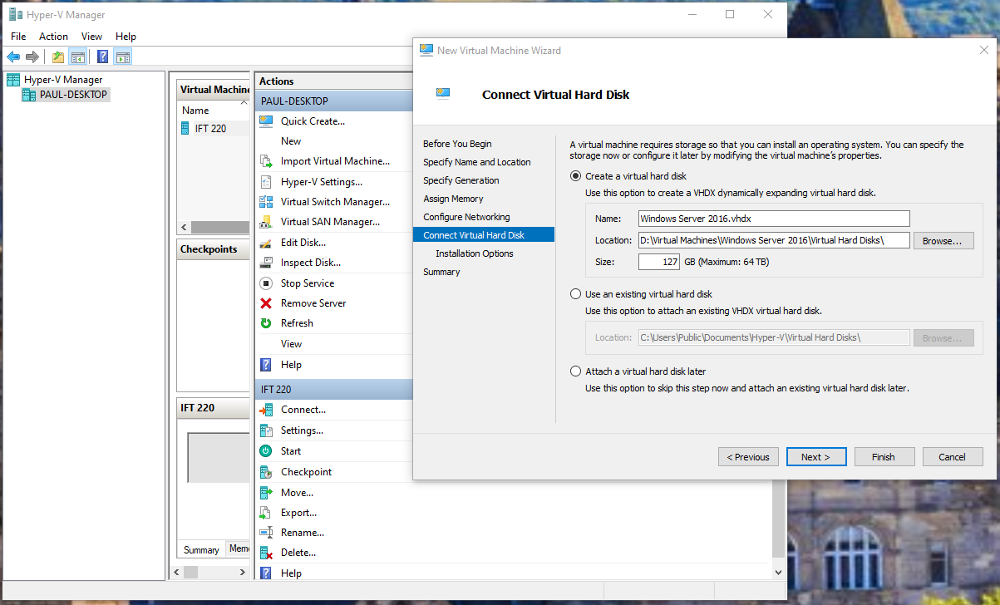 Hyper-V Manager
File Action View Help
Hyper-V Manager
PAUL-DESKTOP
Virtual Machine
Name
IFT 220
Checkpoints
IFT 220
Summary Mem
Actions
PAUL-DESKTOP
Quick Create...
New
Import Virtual Machine...
Hyper-V Settings...
Virtual Switch Manager...
Virtual SAN Manager...
Edit Disk...
Inspect Disk...
Stop Service
Remove Server
Refresh
View
Help
IFT 220
Connect...
Settings...
Start
Checkpoint
Move...
Export...
Rename...
Delete...
Help
New Virtual Machine Wizard
Connect Virtual Hard Disk
Before You Begin
Specify Name and Location
Specify Generation
Assign Memory
Configure Networking
Connect Virtual Hard Disk
Installation Options
Summary
A virtual machine requires storage so that you can install an operating system. You can specify the
storage now or configure it later by modifying the virtual machine's properties.
Create a virtual hard disk
Use this option to create a VHDX dynamically expanding virtual hard disk.
Name: Windows Server 2016.vhdx
Location: D:\Virtual Machines\Windows Server 2016\Virtual Hard Disks\ Browse...
Size: 127 GB (Maximum: 64 TB)
Use an existing virtual hard disk
Use this option to attach an existing VHDX virtual hard disk.
Location: C:\Users\Public\Documents\Hyper-V\Virtual Hard Disks\ Browse...
Attach a virtual hard disk later
Use this option to skip this step now and attach an existing virtual hard disk later.
< Previous Next > Finish Cancel